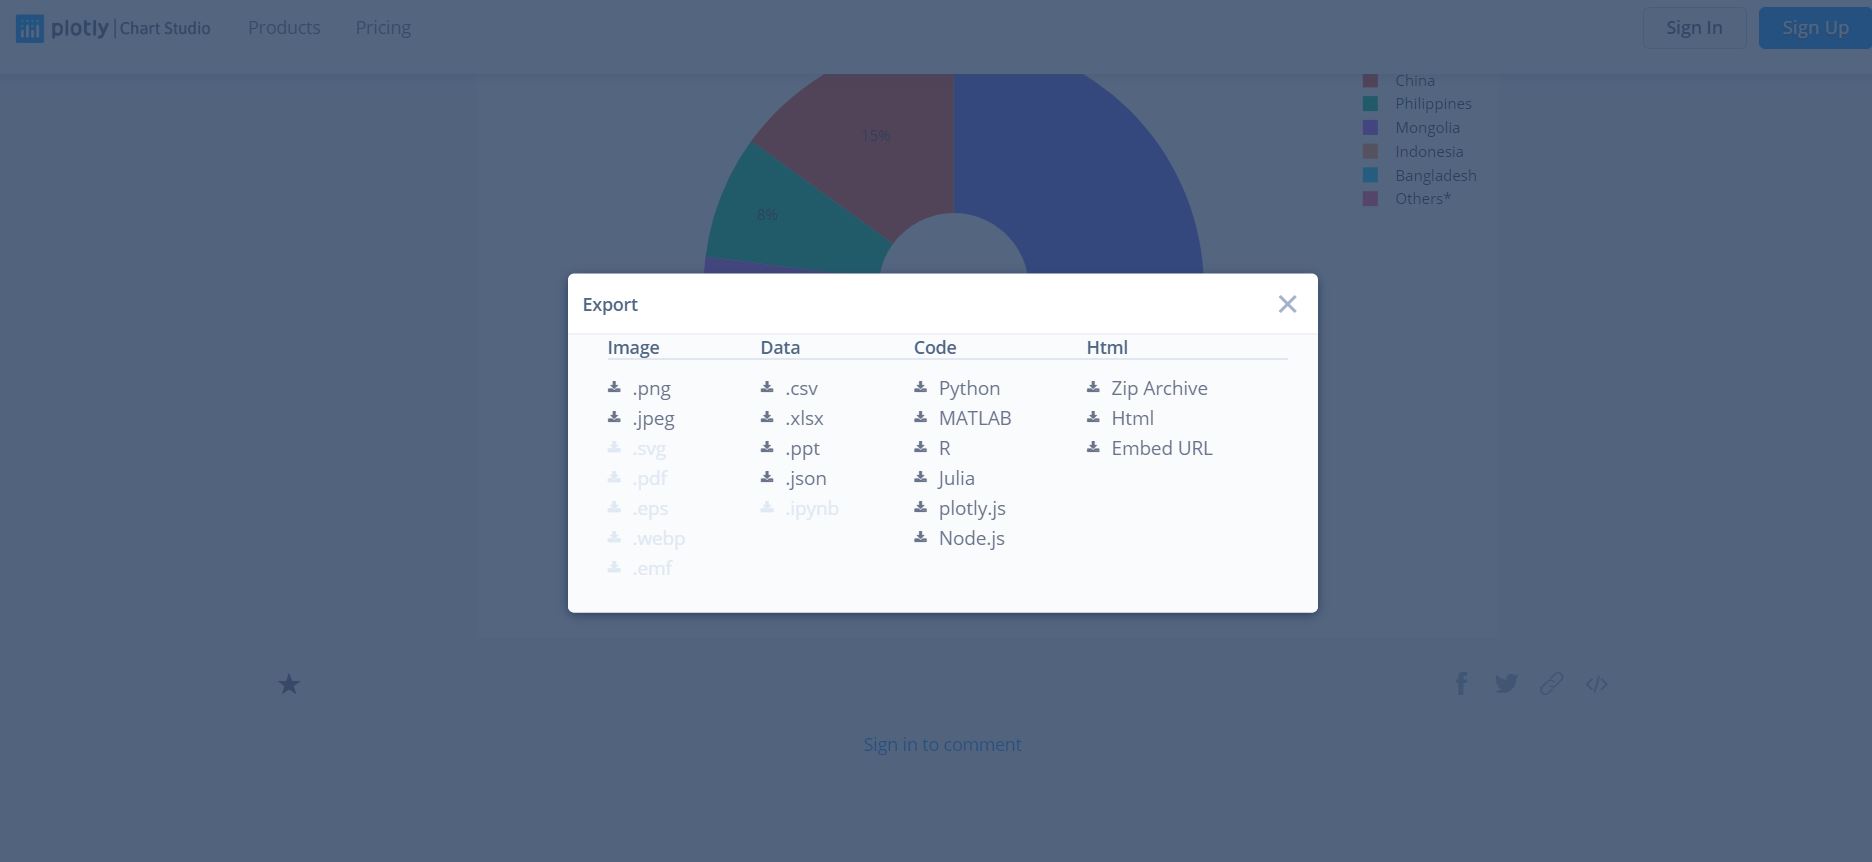 plotly | Chart Studio Products Pricing Sign In Sign Up
China
Philippines
Mongolia
Indonesia
Bangladesh
Others*
15%
8%
Export
Image Data Code Html
.png .csv Python Zip Archive
.jpeg .xlsx MATLAB Html
.svg .ppt R Embed URL
.pdf .json Julia
.eps .ipynb plotly.js
.webp Node.js
.emf
Sign in to comment